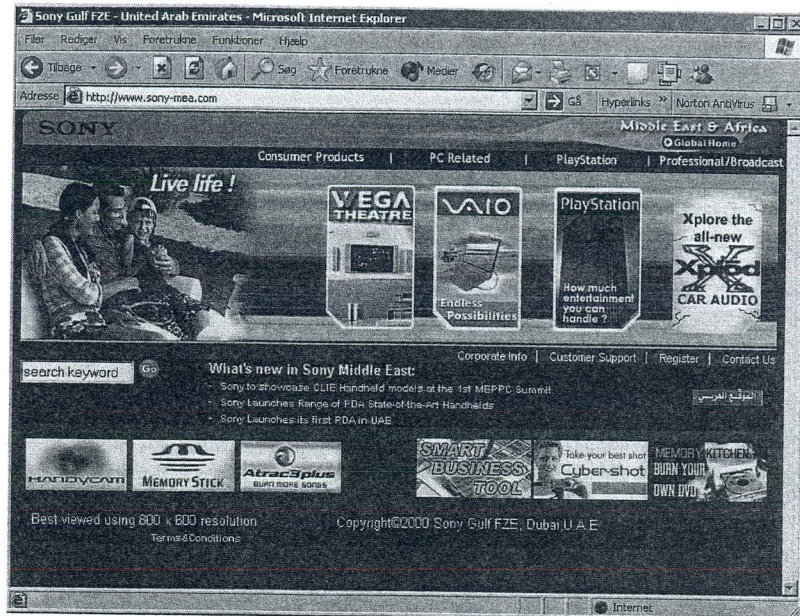 Sony Gulf FZE - United Arab Emirates - Microsoft Internet Explorer
Filer Rediger Vis Foretrukne Funktioner Hjælp
Tilbage Søg Foretrukne Medier
Adresse http://www.sony-mea.com Gå Hyperlinks » Norton AntiVirus
SONY
Middle East & Africa
Global Home
Consumer Products | PC Related | PlayStation | Professional/Broadcast
Live life !
WEGA
THEATRE
VAIO
Endless
Possibilities
PlayStation
How much
entertainment
you can
handle ?
Xplore the
all-new
Xplod
CAR AUDIO
Corporate Info | Customer Support | Register | Contact Us
search keyword Go
What's new in Sony Middle East:
- Sony to showcase CLIE Handheld models at the 1st MEPPC Summit
- Sony Launches Range of PDA State-of-the-Art Handhelds
- Sony Launches its first PDA in UAE
الموقع العربي
HANDYCAM
MEMORY STICK
Atrac3plus
BURN MORE SONGS
SMART
BUSINESS
TOOL
Take your best shot
Cyber-shot
MEMORY KITCHEN
BURN YOUR
OWN DVD
Best viewed using 800 x 600 resolution
Terms&Conditions
Copyright©2000 Sony Gulf FZE, Dubai,U.A.E
Internet